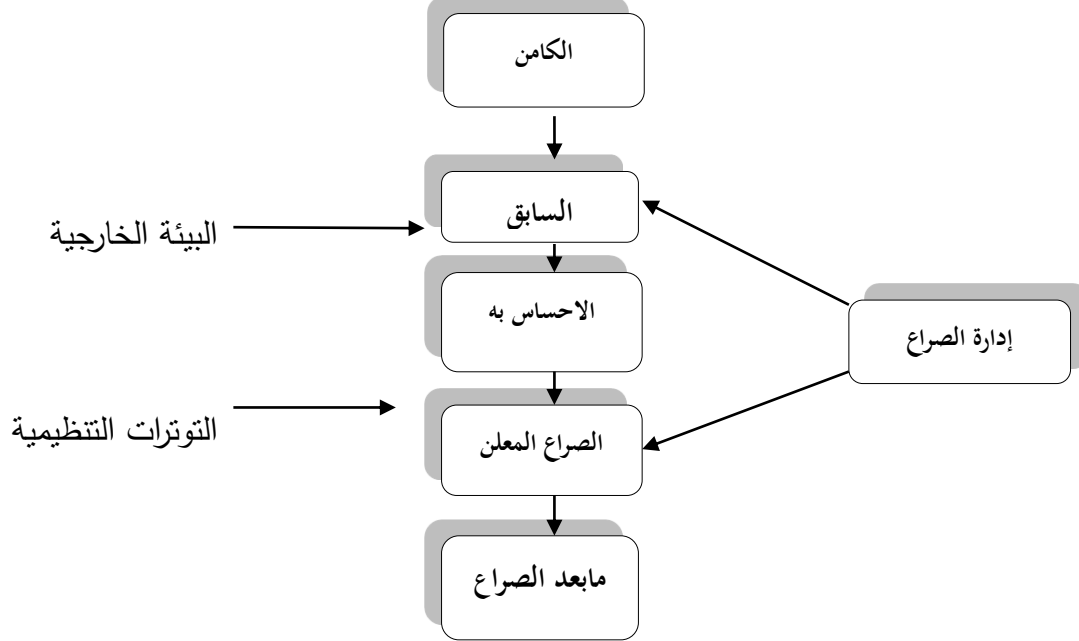 الكامن
السابق
البيئة الخارجية
الاحساس به
إدارة الصراع
التوترات التنظيمية
الصراع المعلن
مابعد الصراع